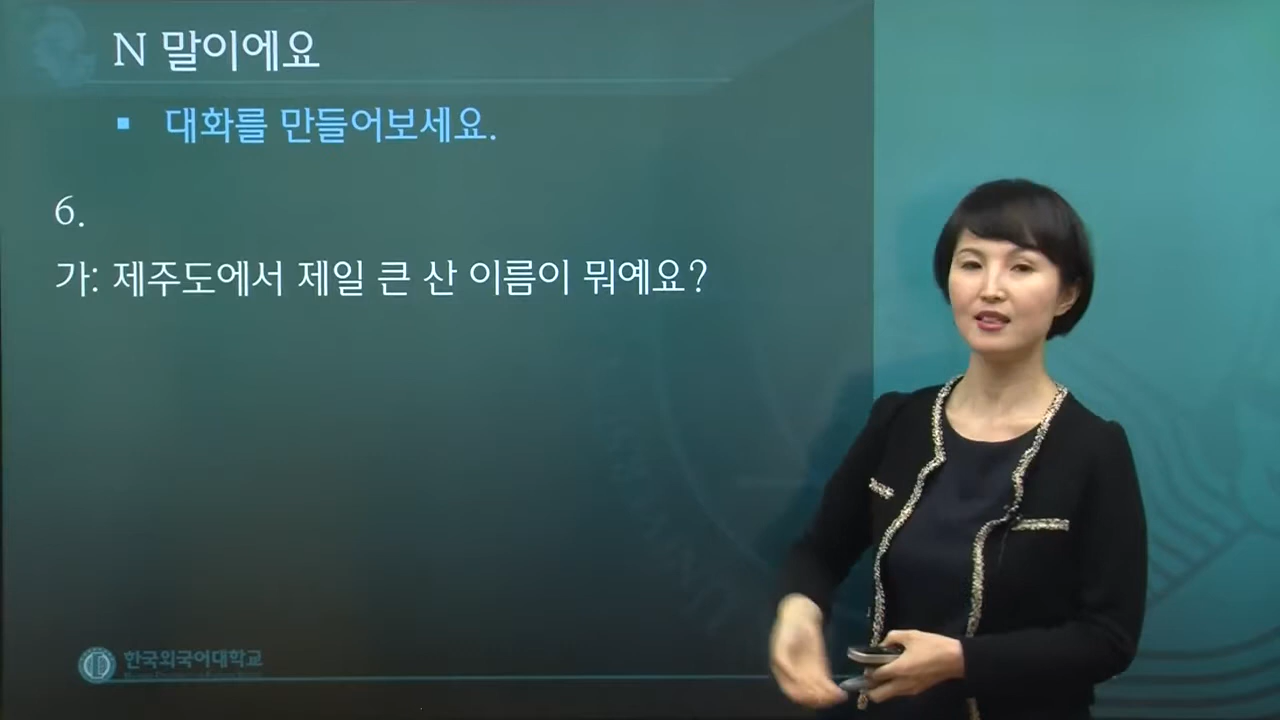 N 말이에요
▪ 대화를 만들어보세요.
6.
가: 제주도에서 제일 큰 산 이름이 뭐예요?
한국외국어대학교